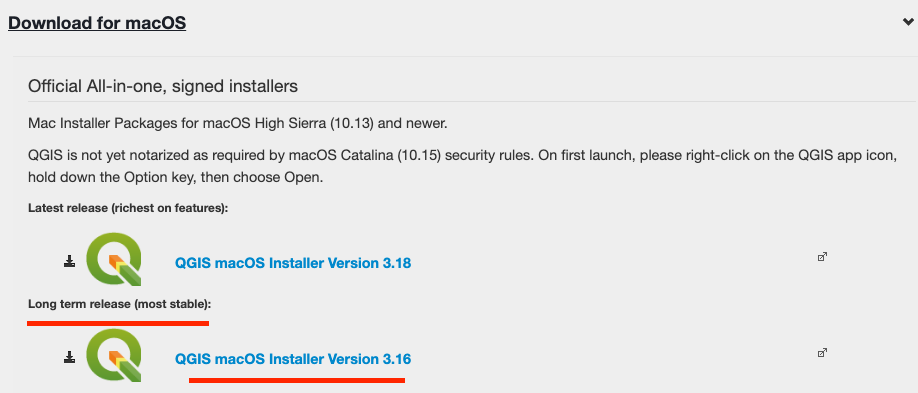 Download for macOS
Official All-in-one, signed installers
Mac Installer Packages for macOS High Sierra (10.13) and newer.
QGIS is not yet notarized as required by macOS Catalina (10.15) security rules. On first launch, please right-click on the QGIS app icon,
hold down the Option key, then choose Open.
Latest release (richest on features):
QGIS macOS Installer Version 3.18
Long term release (most stable):
QGIS macOS Installer Version 3.16